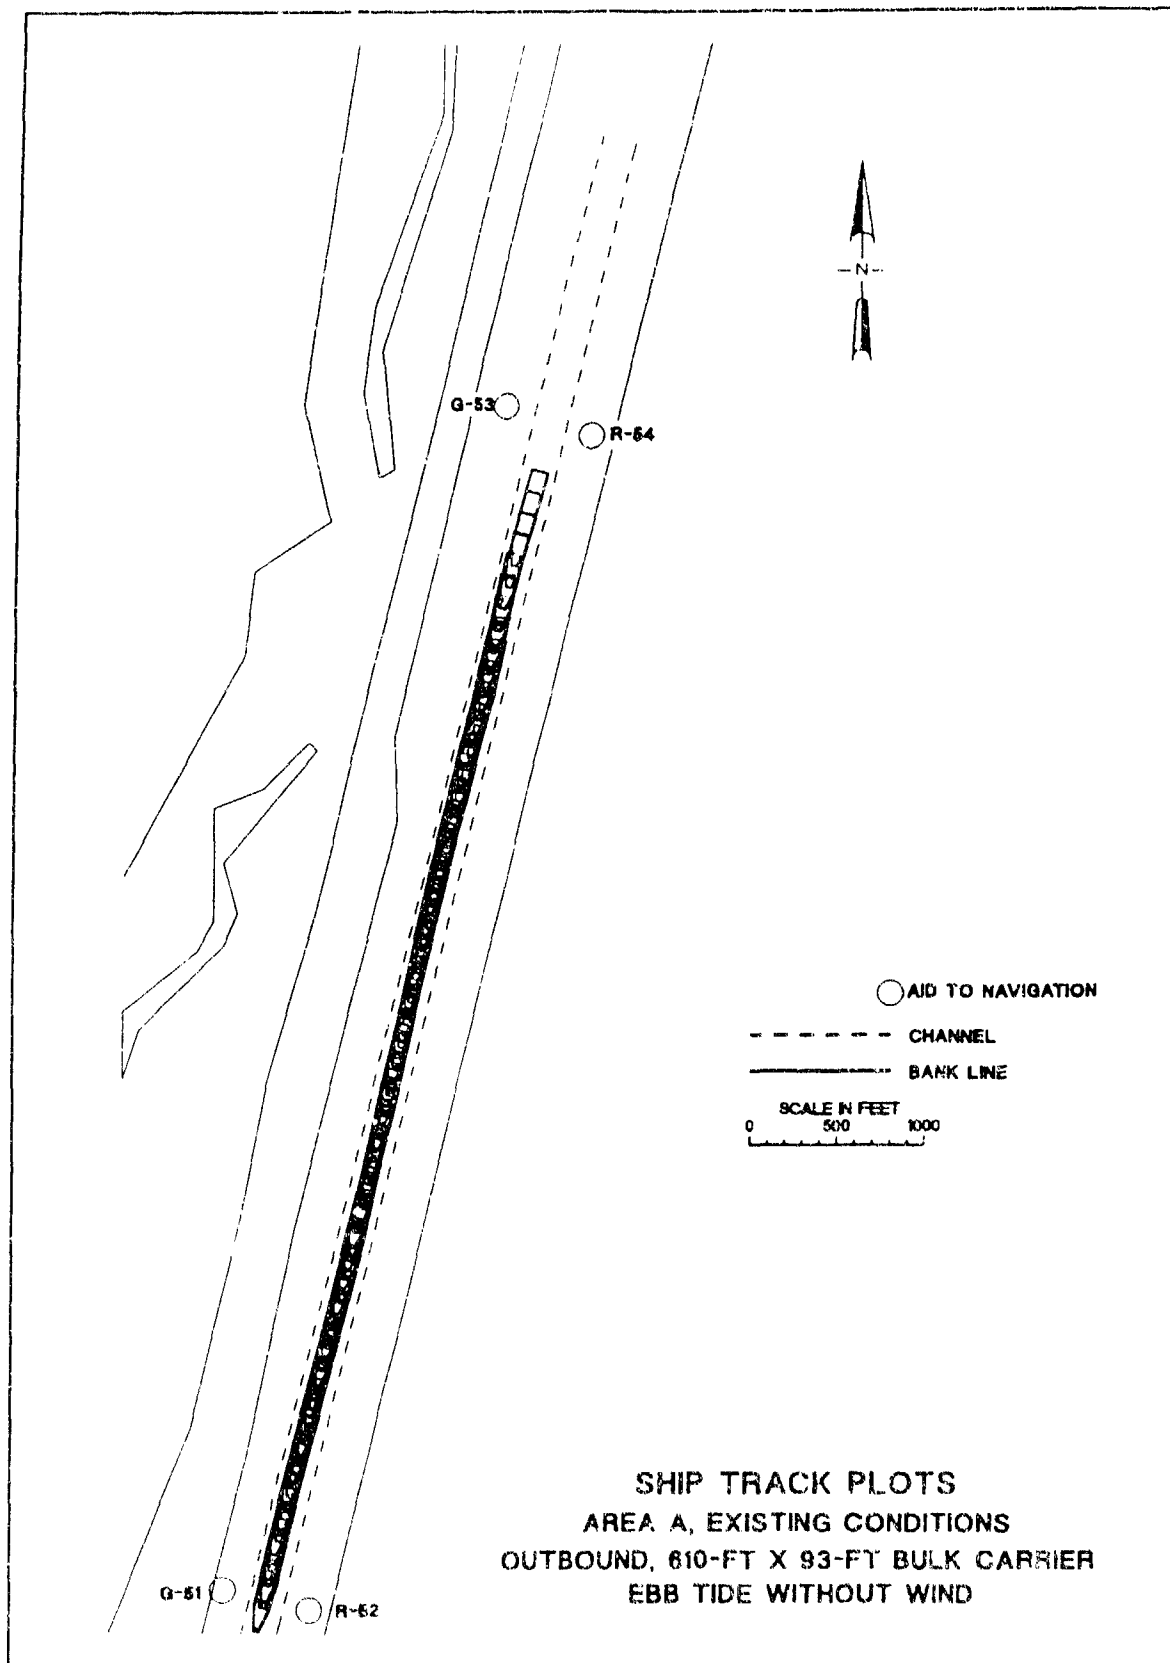 N
G-53
R-54
AID TO NAVIGATION
CHANNEL
BANK LINE
SCALE IN FEET
0 500 1000
SHIP TRACK PLOTS
AREA A, EXISTING CONDITIONS
OUTBOUND, 610-FT X 93-FT BULK CARRIER
EBB TIDE WITHOUT WIND
G-51
R-52